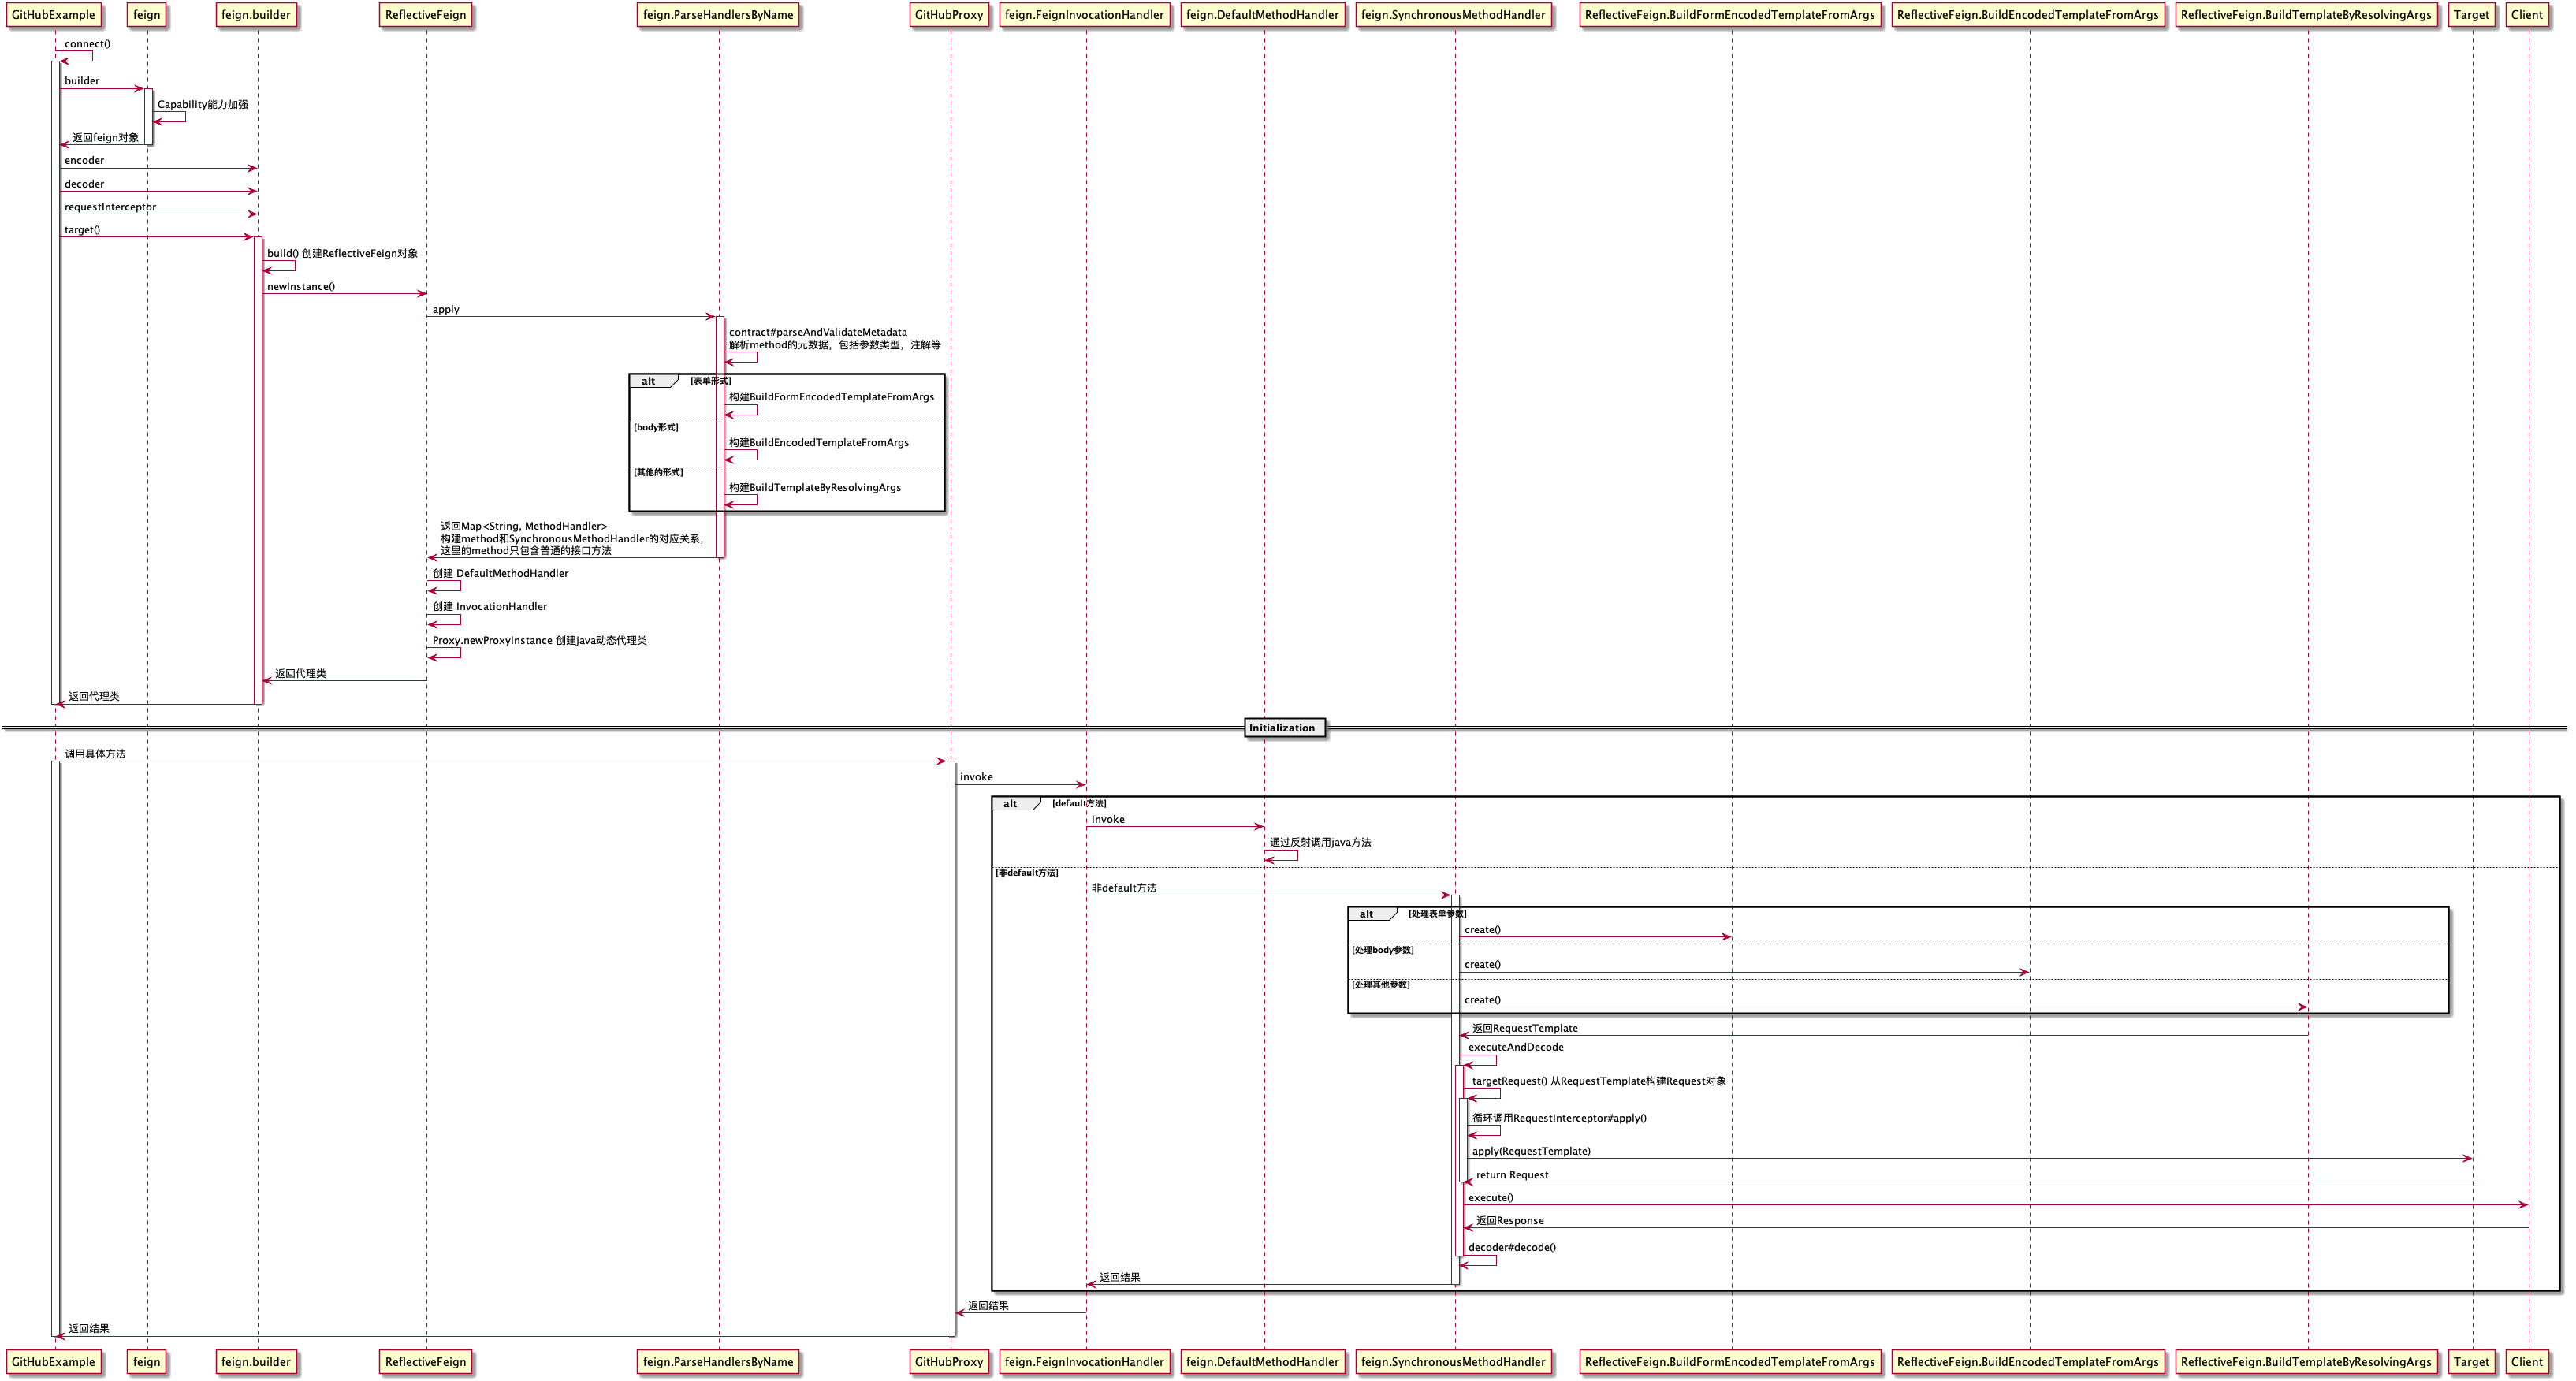 GitHubExample
feign
feign.builder
ReflectiveFeign
feign.ParseHandlersByName
GitHubProxy
feign.FeignInvocationHandler
feign.DefaultMethodHandler
feign.SynchronousMethodHandler
ReflectiveFeign.BuildFormEncodedTemplateFromArgs
ReflectiveFeign.BuildEncodedTemplateFromArgs
ReflectiveFeign.BuildTemplateByResolvingArgs
Target
Client
connect()
builder
Capability能力加强
返回feign对象
encoder
decoder
requestInterceptor
target()
build() 创建ReflectiveFeign对象
newInstance()
apply
contract#parseAndValidateMetadata
解析method的元数据，包括参数类型，注解等
alt
[表单形式]
构建BuildFormEncodedTemplateFromArgs
[body形式]
构建BuildEncodedTemplateFromArgs
[其他的形式]
构建BuildTemplateByResolvingArgs
返回Map<String, MethodHandler>
构建method和SynchronousMethodHandler的对应关系，
这里的method只包含普通的接口方法
创建 DefaultMethodHandler
创建 InvocationHandler
Proxy.newProxyInstance 创建java动态代理类
返回代理类
返回代理类
Initialization
调用具体方法
invoke
alt
[default方法]
invoke
通过反射调用java方法
[非default方法]
非default方法
alt
[处理表单参数]
create()
[处理body参数]
create()
[处理其他参数]
create()
返回RequestTemplate
executeAndDecode
targetRequest() 从RequestTemplate构建Request对象
循环调用RequestInterceptor#apply()
apply(RequestTemplate)
return Request
execute()
返回Response
decoder#decode()
返回结果
返回结果
返回结果
GitHubExample
feign
feign.builder
ReflectiveFeign
feign.ParseHandlersByName
GitHubProxy
feign.FeignInvocationHandler
feign.DefaultMethodHandler
feign.SynchronousMethodHandler
ReflectiveFeign.BuildFormEncodedTemplateFromArgs
ReflectiveFeign.BuildEncodedTemplateFromArgs
ReflectiveFeign.BuildTemplateByResolvingArgs
Target
Client